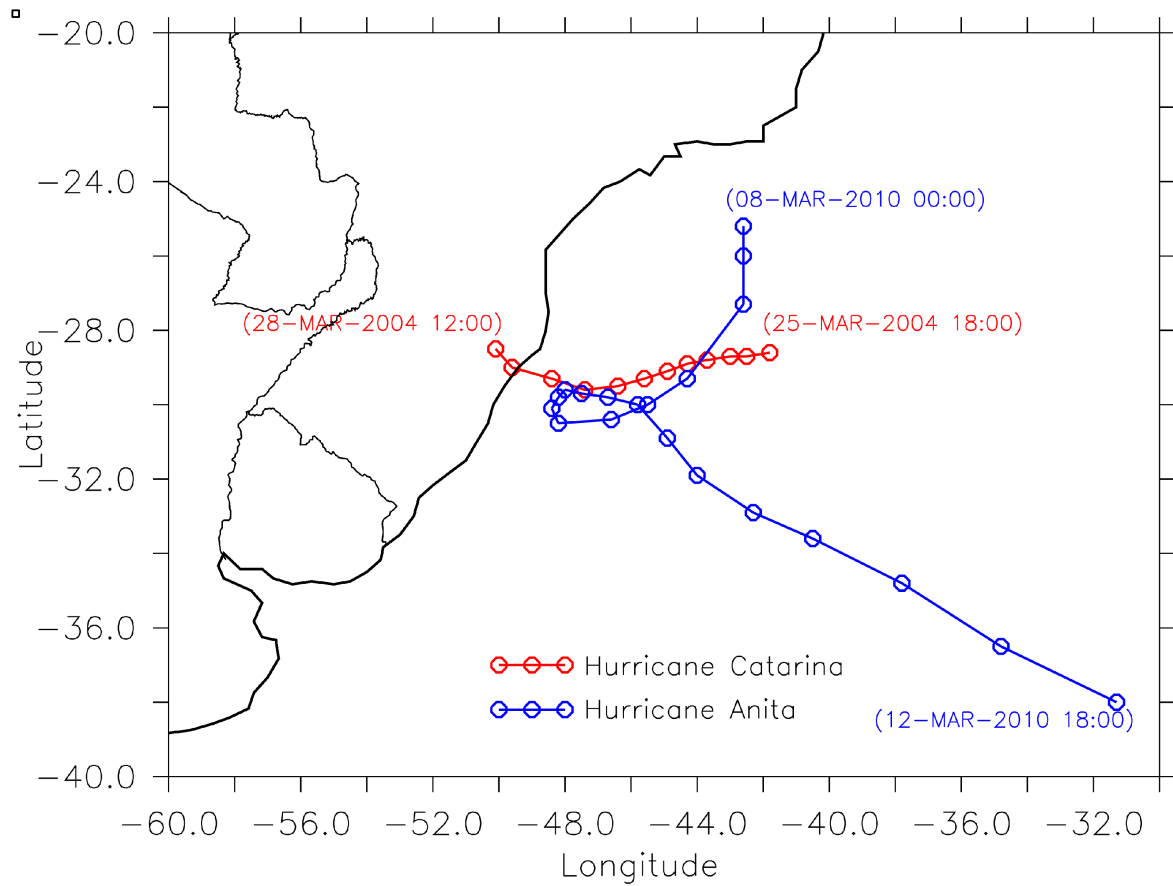 -20.0
-24.0
(08-MAR-2010 00:00)
-28.0
(28-MAR-2004 12:00)
(25-MAR-2004 18:00)
Latitude
-32.0
-36.0
Hurricane Catarina
Hurricane Anita
(12-MAR-2010 18:00)
-40.0
-60.0 -56.0 -52.0 -48.0 -44.0 -40.0 -36.0 -32.0
Longitude